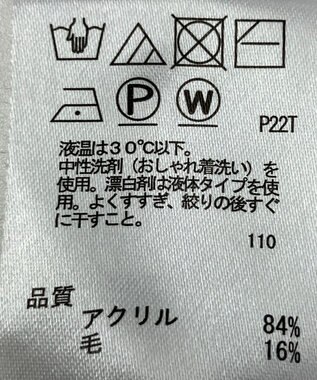 P W
P22T
液温は30℃以下。
中性洗剤(おしゃれ着洗い)を
使用。漂白剤は液体タイプを使
用。よくすすぎ、絞りの後すぐ
に干すこと。
110
品質
アクリル 84%
毛 16%